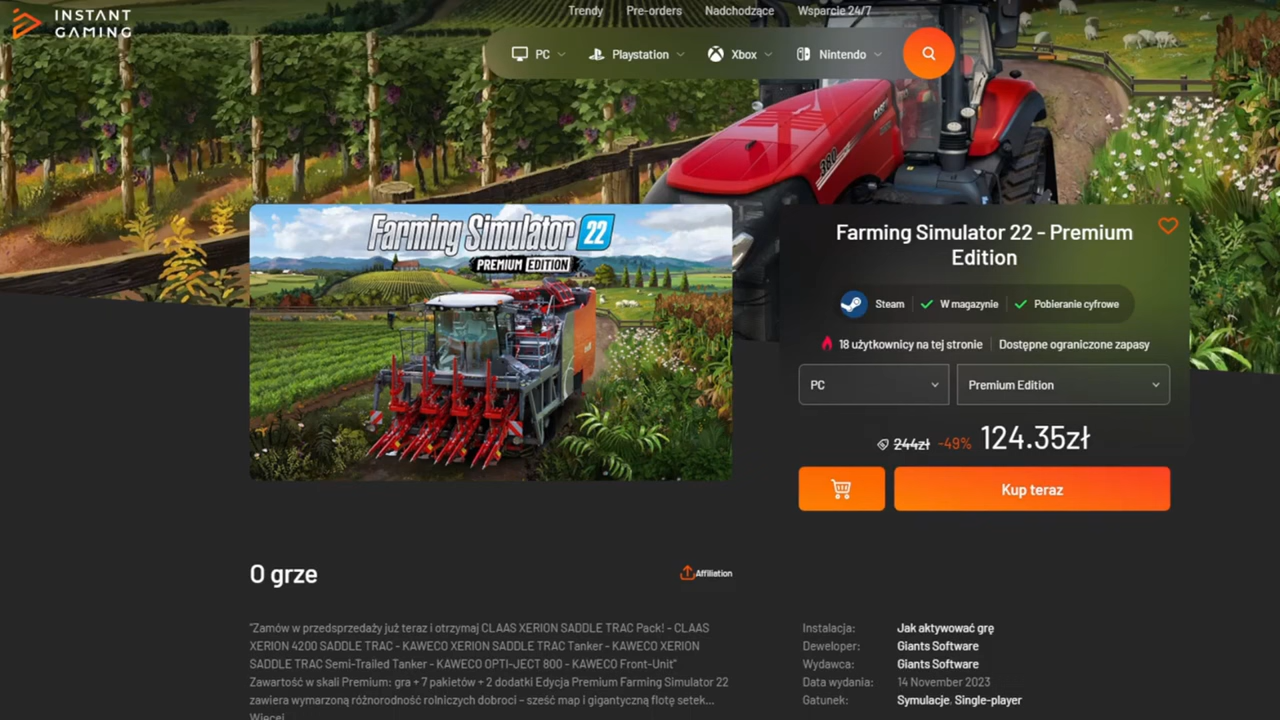 INSTANT
GAMING
Trendy Pre-orders Nadchodzące Wsparcie 24/7
PC Playstation Xbox Nintendo
CASE
380
Farming Simulator 22
PREMIUM EDITION
Farming Simulator 22 - Premium
Edition
Steam W magazynie Pobieranie cyfrowe
18 użytkownicy na tej stronie Dostępne ograniczone zapasy
PC Premium Edition
244zł -49% 124.35zł
Kup teraz
O grze
Affiliation
"Zamów w przedsprzedaży już teraz i otrzymaj CLAAS XERION SADDLE TRAC Pack! - CLAAS
XERION 4200 SADDLE TRAC - KAWECO XERION SADDLE TRAC Tanker - KAWECO XERION
SADDLE TRAC Semi-Trailed Tanker - KAWECO OPTI-JECT 800 - KAWECO Front-Unit"
Zawartość w skali Premium: gra + 7 pakietów + 2 dodatki Edycja Premium Farming Simulator 22
zawiera wymarzoną różnorodność rolniczych dobroci – sześć map i gigantyczną flotę setek...
Więcej
Instalacja: Jak aktywować grę
Deweloper: Giants Software
Wydawca: Giants Software
Data wydania: 14 November 2023
Gatunek: Symulacje, Single-player